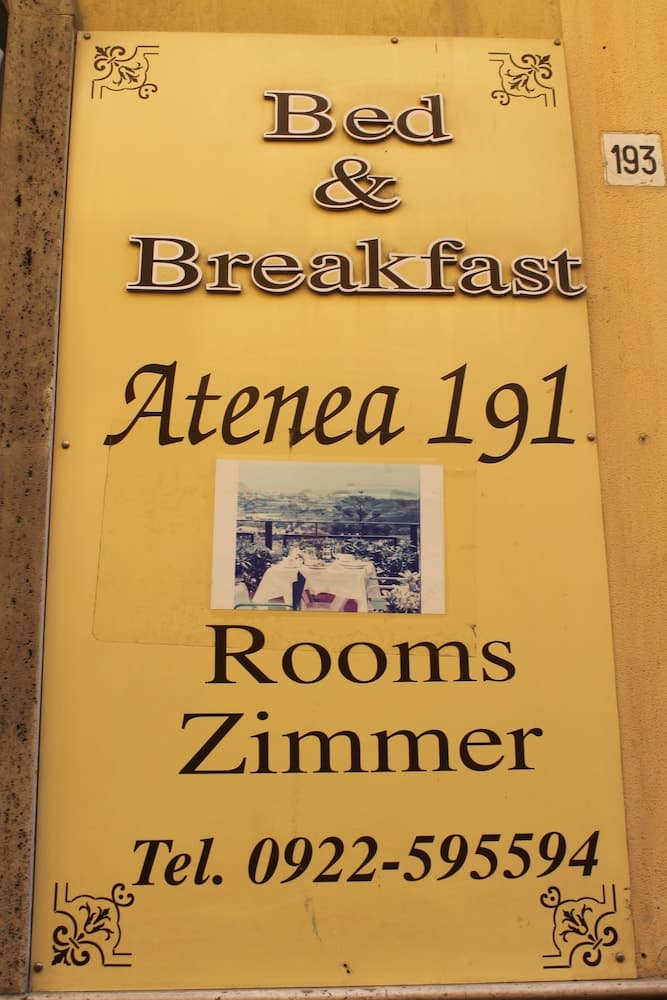 Bed
&
Breakfast
193
Atenea 191
Rooms
Zimmer
Tel. 0922-595594